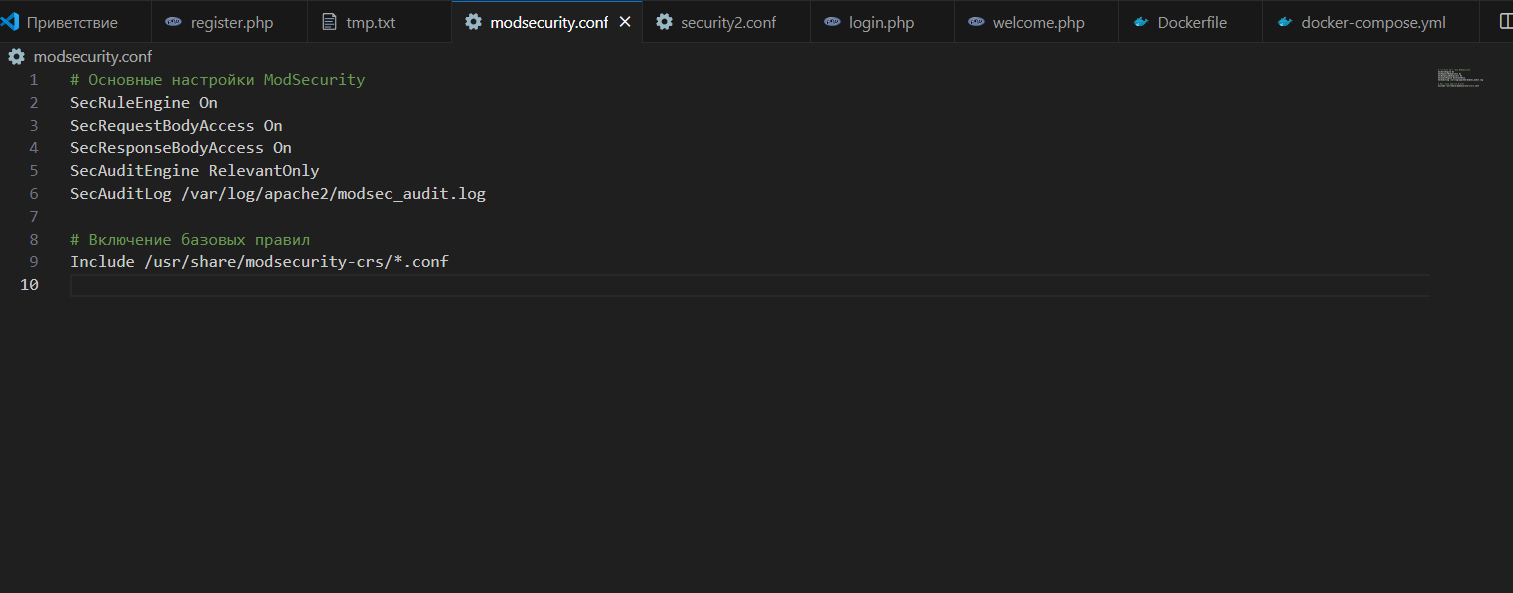 Приветствие register.php tmp.txt modsecurity.conf security2.conf login.php welcome.php Dockerfile docker-compose.yml
modsecurity.conf
1 # Основные настройки ModSecurity
2 SecRuleEngine On
3 SecRequestBodyAccess On
4 SecResponseBodyAccess On
5 SecAuditEngine RelevantOnly
6 SecAuditLog /var/log/apache2/modsec_audit.log
7
8 # Включение базовых правил
9 Include /usr/share/modsecurity-crs/*.conf
10